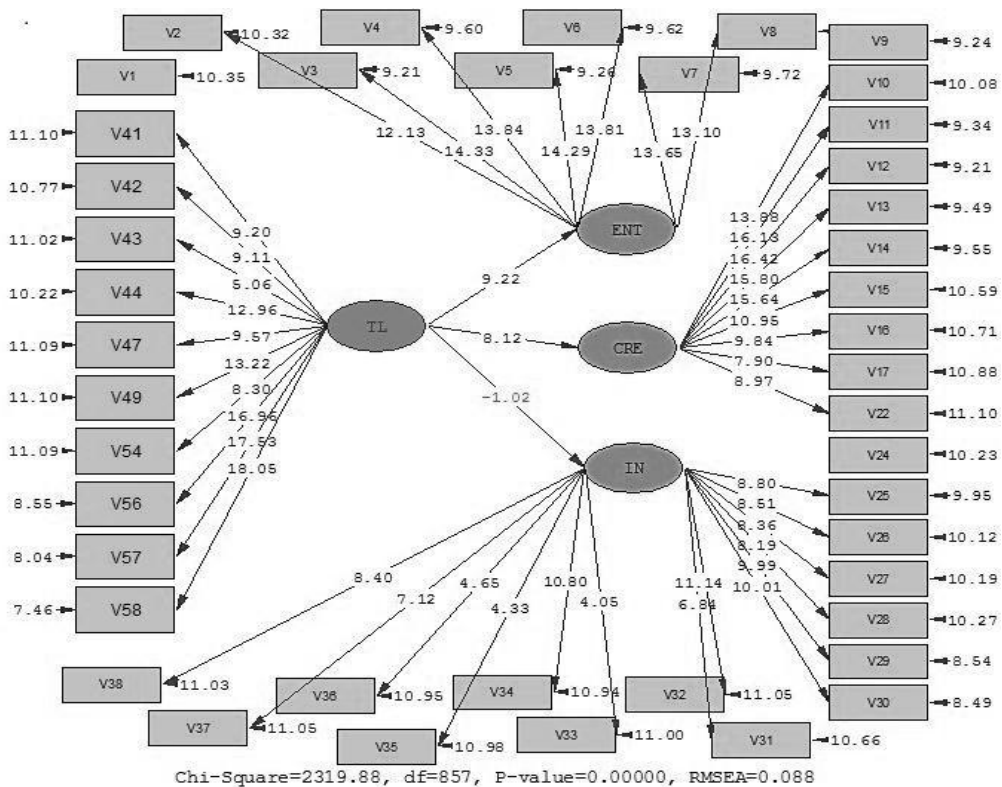 V2 10.32
V4 9.60
V6 9.62
V8
V9 9.24
V1 10.35
V3 9.21
V5 9.26
V7 9.72
V10 10.08
12.13
14.33
13.84
14.29
13.81
13.65
13.10
V11 9.34
V12 9.21
V13 9.49
V14 9.55
V15 10.59
V16 10.71
V17 10.88
V22 11.10
V24 10.23
V25 9.95
V26 10.12
V27 10.19
V28 10.27
V29 8.54
V30 8.49
11.10 V41
10.77 V42
11.02 V43
10.22 V44
11.09 V47
11.10 V49
11.09 V54
8.55 V56
8.04 V57
7.46 V58
9.20
9.11
5.06
12.96
9.57
13.22
8.30
16.96
17.53
18.05
TL
ENT
CRE
IN
9.22
8.12
-1.02
13.88
16.13
16.42
15.80
15.64
10.95
9.84
7.90
8.97
8.80
8.51
8.36
8.19
9.99
10.01
8.40
7.12
4.65
4.33
10.80
4.05
11.14
6.84
V38 11.03
V37 11.05
V36 10.95
V35 10.98
V34 10.94
V33 11.00
V32 11.05
V31 10.66
Chi-Square=2319.88, df=857, P-value=0.00000, RMSEA=0.088